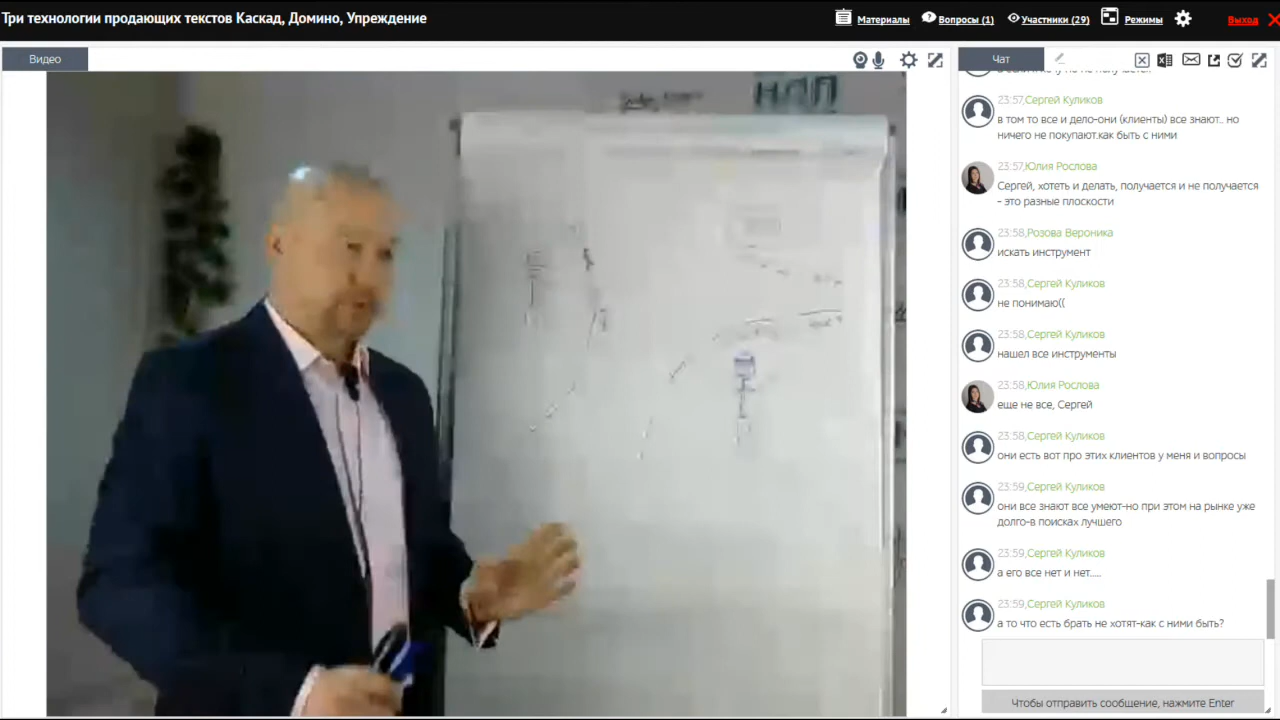 Три технологии продающих текстов Каскад, Домино, Упреждение
Материалы
Вопросы (1)
Участники (29)
Режимы
Выход
Видео
Чат
23:57,Сергей Куликов
в том то все и дело-они (клиенты) все знают.. но
ничего не покупают.как быть с ними
23:57,Юлия Рослова
Сергей, хотеть и делать, получается и не получается
- это разные плоскости
23:58,Розова Вероника
искать инструмент
23:58,Сергей Куликов
не понимаю((
23:58,Сергей Куликов
нашел все инструменты
23:58,Юлия Рослова
еще не все, Сергей
23:58,Сергей Куликов
они есть вот про этих клиентов у меня и вопросы
23:59,Сергей Куликов
они все знают все умеют-но при этом на рынке уже
долго-в поисках лучшего
23:59,Сергей Куликов
а его все нет и нет.....
23:59,Сергей Куликов
а то что есть брать не хотят-как с ними быть?
Чтобы отправить сообщение, нажмите Enter